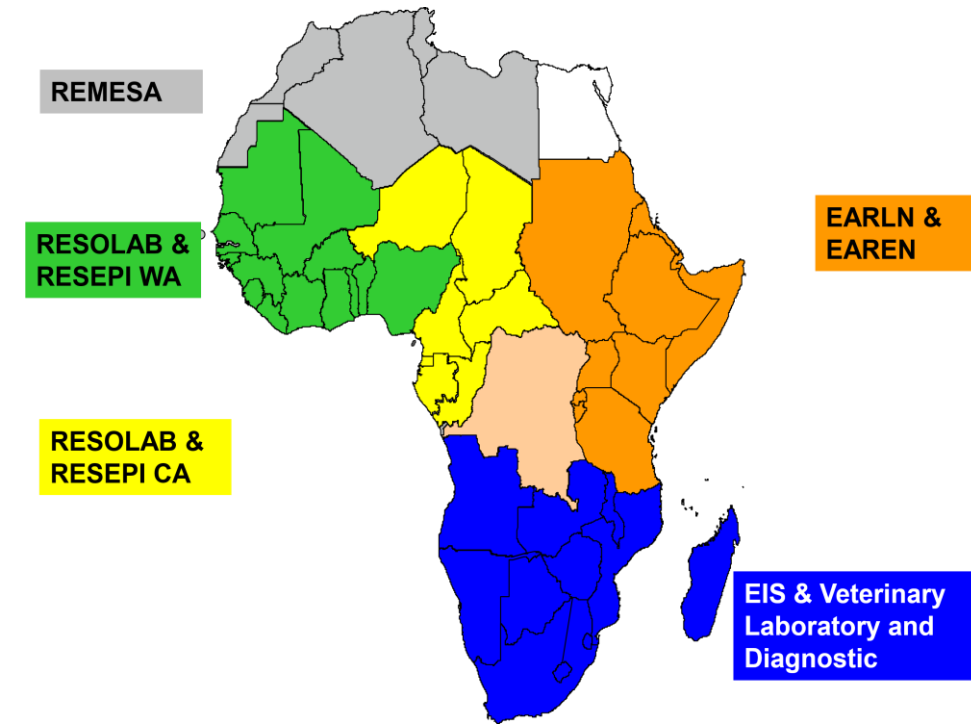 REMESA
RESOLAB &
RESEPI WA
EARLN &
EAREN
RESOLAB &
RESEPI CA
EIS & Veterinary
Laboratory and
Diagnostic